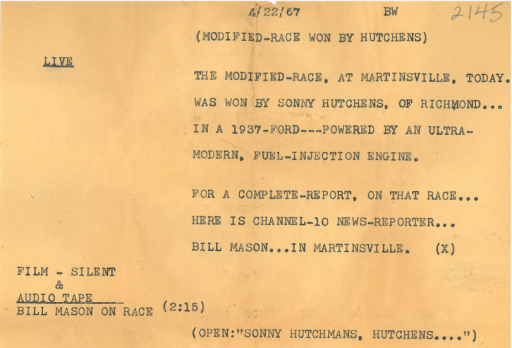 4/22/67 BW 2145
(MODIFIED-RACE WON BY HUTCHENS)
LIVE
THE MODIFIED-RACE, AT MARTINSVILLE, TODAY.
WAS WON BY SONNY HUTCHENS, OF RICHMOND...
IN A 1937-FORD---POWERED BY AN ULTRA-
MODERN, FUEL-INJECTION ENGINE.
FOR A COMPLETE-REPORT, ON THAT RACE...
HERE IS CHANNEL-10 NEWS-REPORTER...
BILL MASON...IN MARTINSVILLE. (X)
FILM - SILENT
&
AUDIO TAPE
BILL MASON ON RACE (2:15)
(OPEN:"SONNY HUTCHMANS, HUTCHENS....")